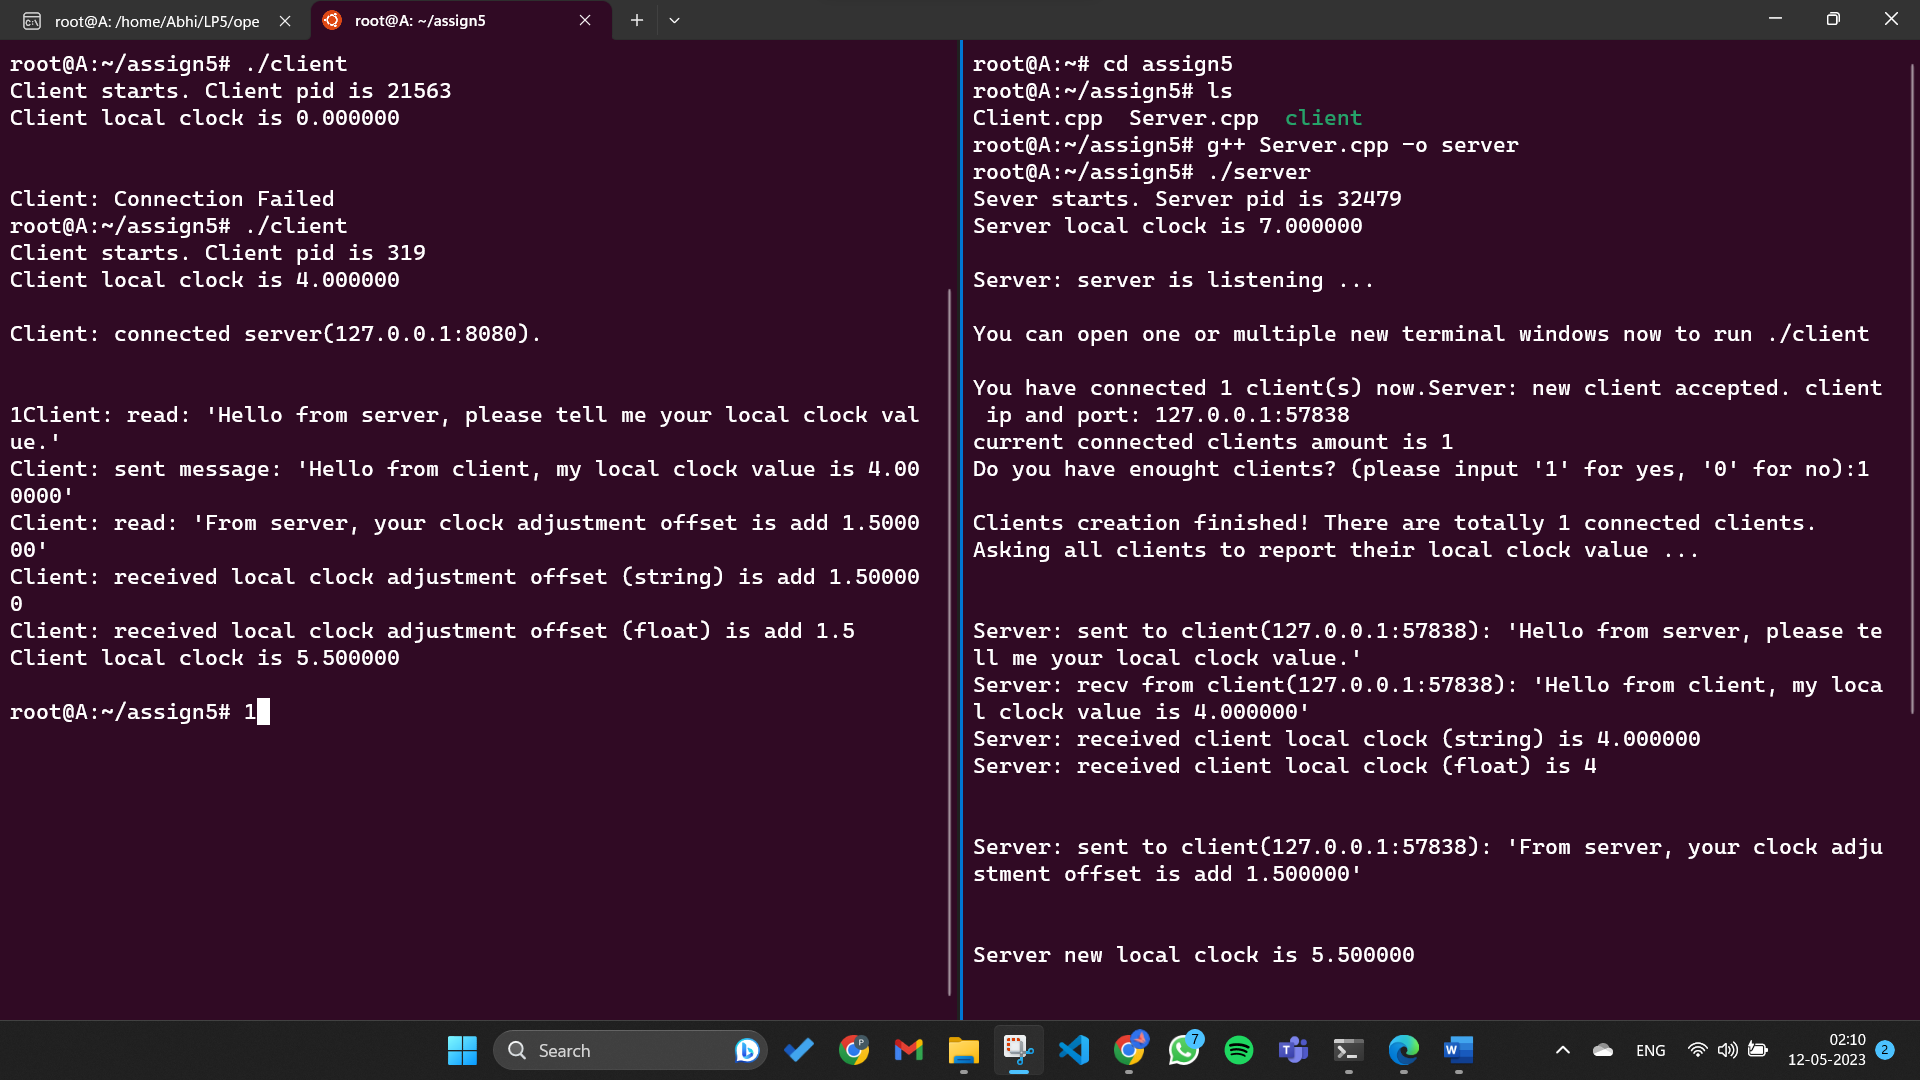 root@A: /home/Abhi/LP5/ope
root@A: ~/assign5
root@A:~/assign5# ./client
Client starts. Client pid is 21563
Client local clock is 0.000000
Client: Connection Failed
root@A:~/assign5# ./client
Client starts. Client pid is 319
Client local clock is 4.000000
Client: connected server(127.0.0.1:8080).
1Client: read: 'Hello from server, please tell me your local clock val
ue.'
Client: sent message: 'Hello from client, my local clock value is 4.00
0000'
Client: read: 'From server, your clock adjustment offset is add 1.5000
00'
Client: received local clock adjustment offset (string) is add 1.50000
0
Client: received local clock adjustment offset (float) is add 1.5
Client local clock is 5.500000
root@A:~/assign5# 1
root@A:~# cd assign5
root@A:~/assign5# ls
Client.cpp  Server.cpp  client
root@A:~/assign5# g++ Server.cpp -o server
root@A:~/assign5# ./server
Sever starts. Server pid is 32479
Server local clock is 7.000000
Server: server is listening ...
You can open one or multiple new terminal windows now to run ./client
You have connected 1 client(s) now.Server: new client accepted. client
ip and port: 127.0.0.1:57838
current connected clients amount is 1
Do you have enought clients? (please input '1' for yes, '0' for no):1
Clients creation finished! There are totally 1 connected clients.
Asking all clients to report their local clock value ...
Server: sent to client(127.0.0.1:57838): 'Hello from server, please te
ll me your local clock value.'
Server: recv from client(127.0.0.1:57838): 'Hello from client, my loca
l clock value is 4.000000'
Server: received client local clock (string) is 4.000000
Server: received client local clock (float) is 4
Server: sent to client(127.0.0.1:57838): 'From server, your clock adju
stment offset is add 1.500000'
Server new local clock is 5.500000
Search
P
7
T
W
ENG
02:10
12-05-2023
2